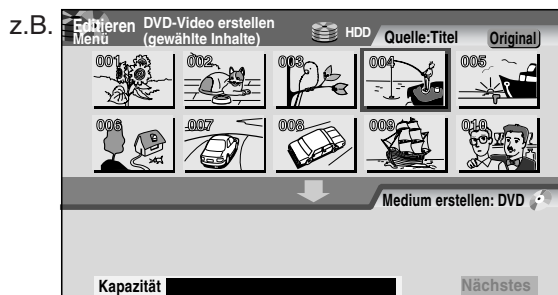 z.B.
Editieren Menü
DVD-Video erstellen
(gewählte Inhalte)
HDD
Quelle:Titel
Original
001 002 003 004 005
006 007 008 009 010
Medium erstellen: DVD
Kapazität
Nächstes